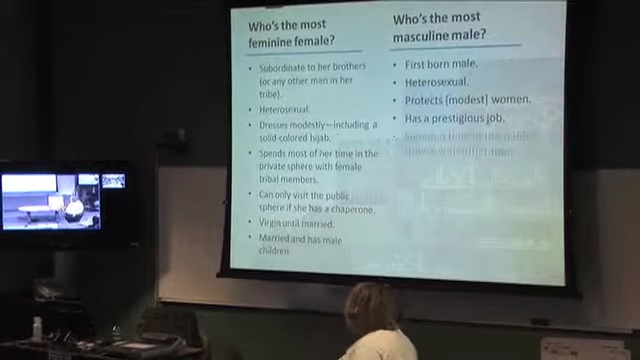 Who's the most
feminine female?
• Subordinate to her brothers
(or any other men in her
tribe).
• Heterosexual.
• Dresses modestly—including a
solid-colored hijab.
• Spends most of her time in the
private sphere with female
tribal members.
• Can only visit the public
sphere if she has a chaperone.
• Virgin until married.
• Married and has male
children
Who's the most
masculine male?
• First born male.
• Heterosexual.
• Protects (modest) women.
• Has a prestigious job.